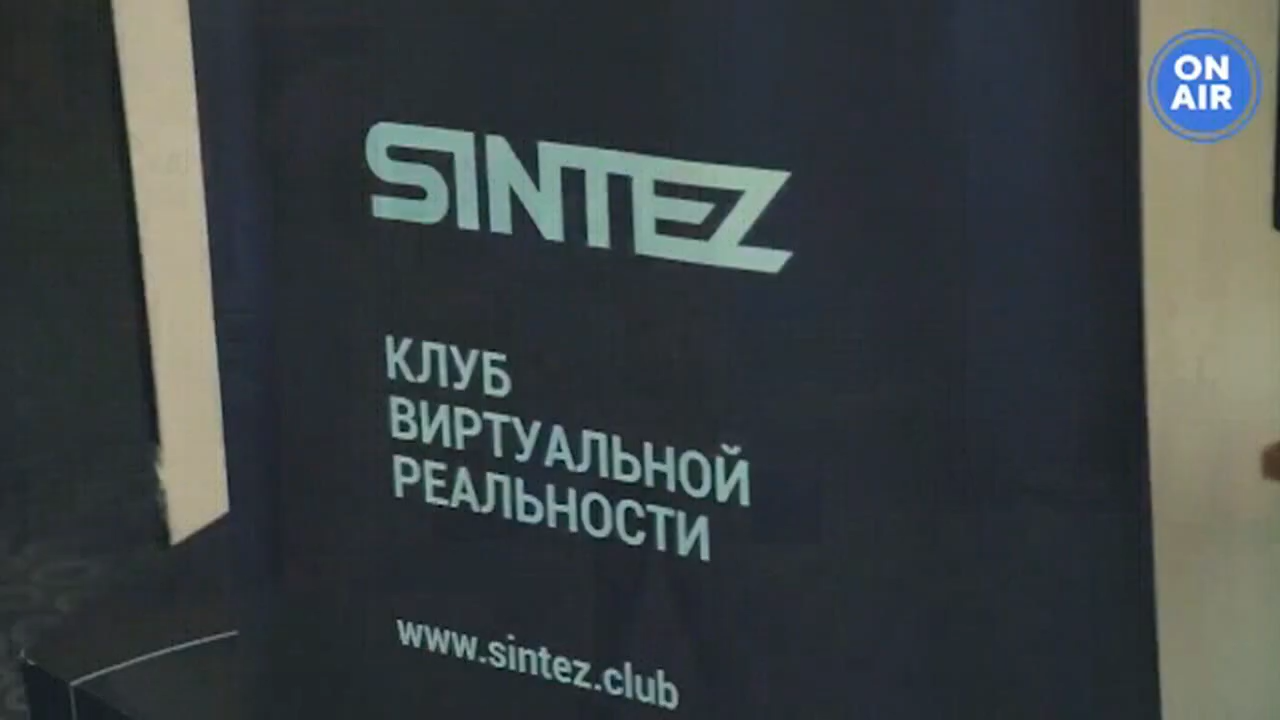 ON
AIR
SINTEZ
КЛУБ
ВИРТУАЛЬНОЙ
РЕАЛЬНОСТИ
www.sintez.club